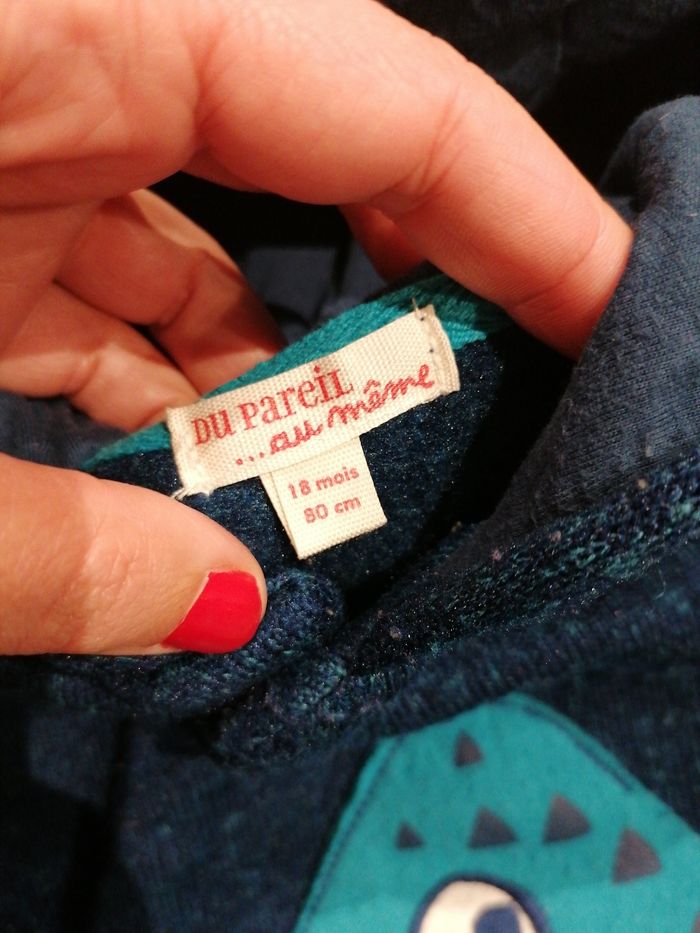 DU PAREIL
...au même
18 mois
80 cm